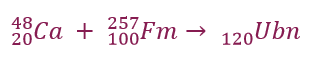 ⁴⁸₂₀Ca + ²⁵⁷₁₀₀Fm → ₁₂₀Ubn